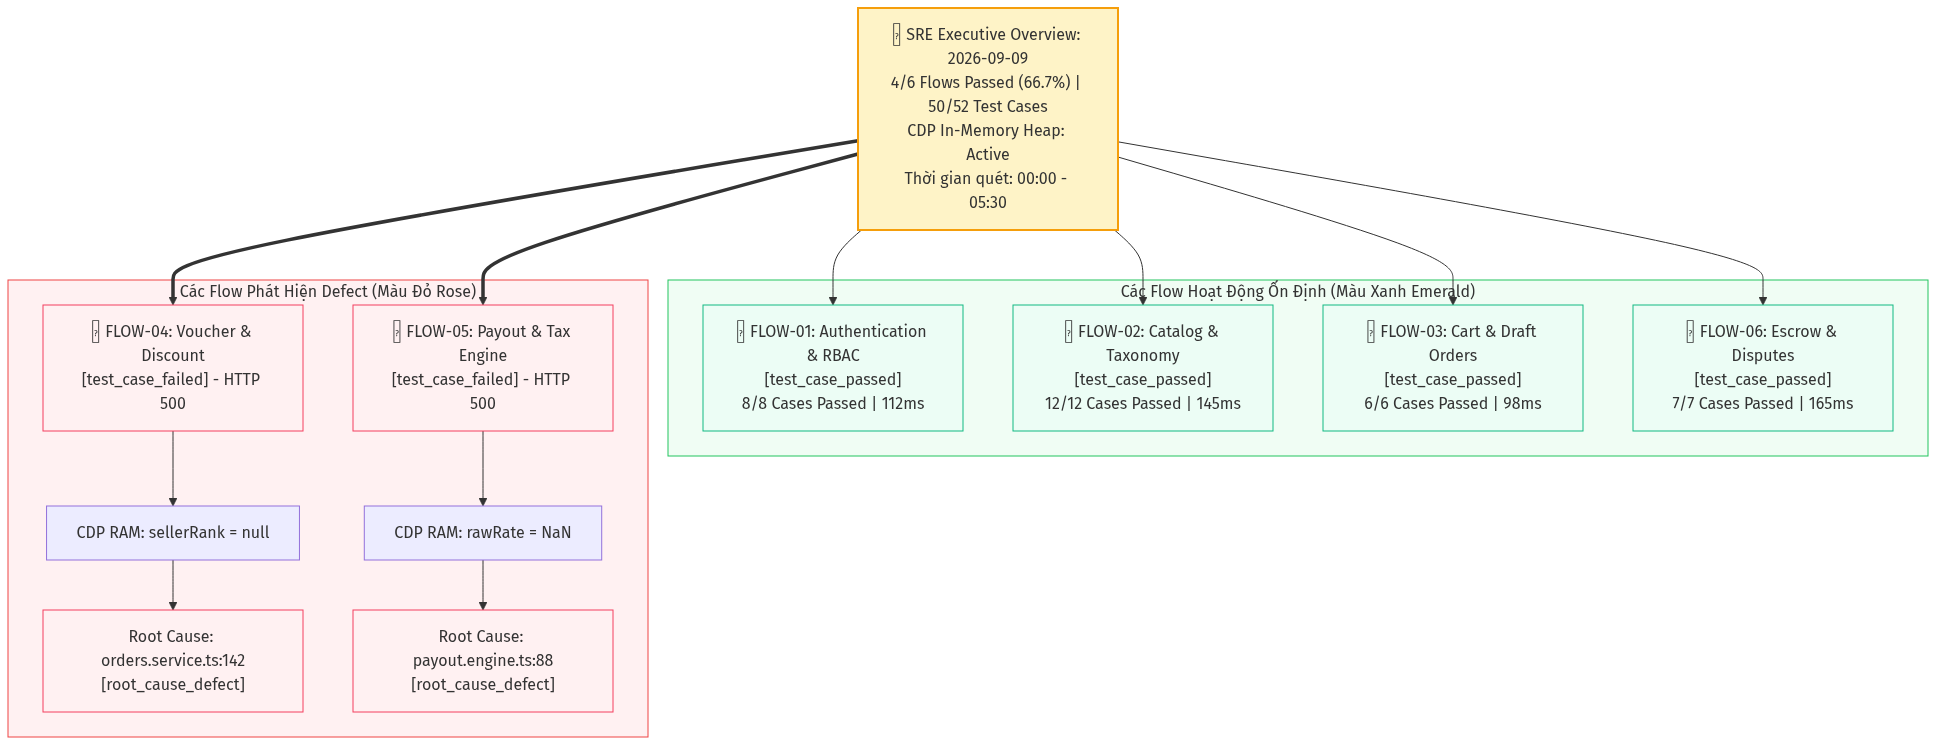 SRE Executive Overview:
2026-09-09
4/6 Flows Passed (66.7%) |
50/52 Test Cases
CDP In-Memory Heap:
Active
Thời gian quét: 00:00 -
05:30
Các Flow Phát Hiện Defect (Màu Đỏ Rose)
FLOW-04: Voucher &
Discount
[test_case_failed] - HTTP
500
FLOW-05: Payout & Tax
Engine
[test_case_failed] - HTTP
500
CDP RAM: sellerRank = null
CDP RAM: rawRate = NaN
Root Cause:
orders.service.ts:142
[root_cause_defect]
Root Cause:
payout.engine.ts:88
[root_cause_defect]
Các Flow Hoạt Động Ổn Định (Màu Xanh Emerald)
FLOW-01: Authentication
& RBAC
[test_case_passed]
8/8 Cases Passed | 112ms
FLOW-02: Catalog &
Taxonomy
[test_case_passed]
12/12 Cases Passed | 145ms
FLOW-03: Cart & Draft
Orders
[test_case_passed]
6/6 Cases Passed | 98ms
FLOW-06: Escrow &
Disputes
[test_case_passed]
7/7 Cases Passed | 165ms